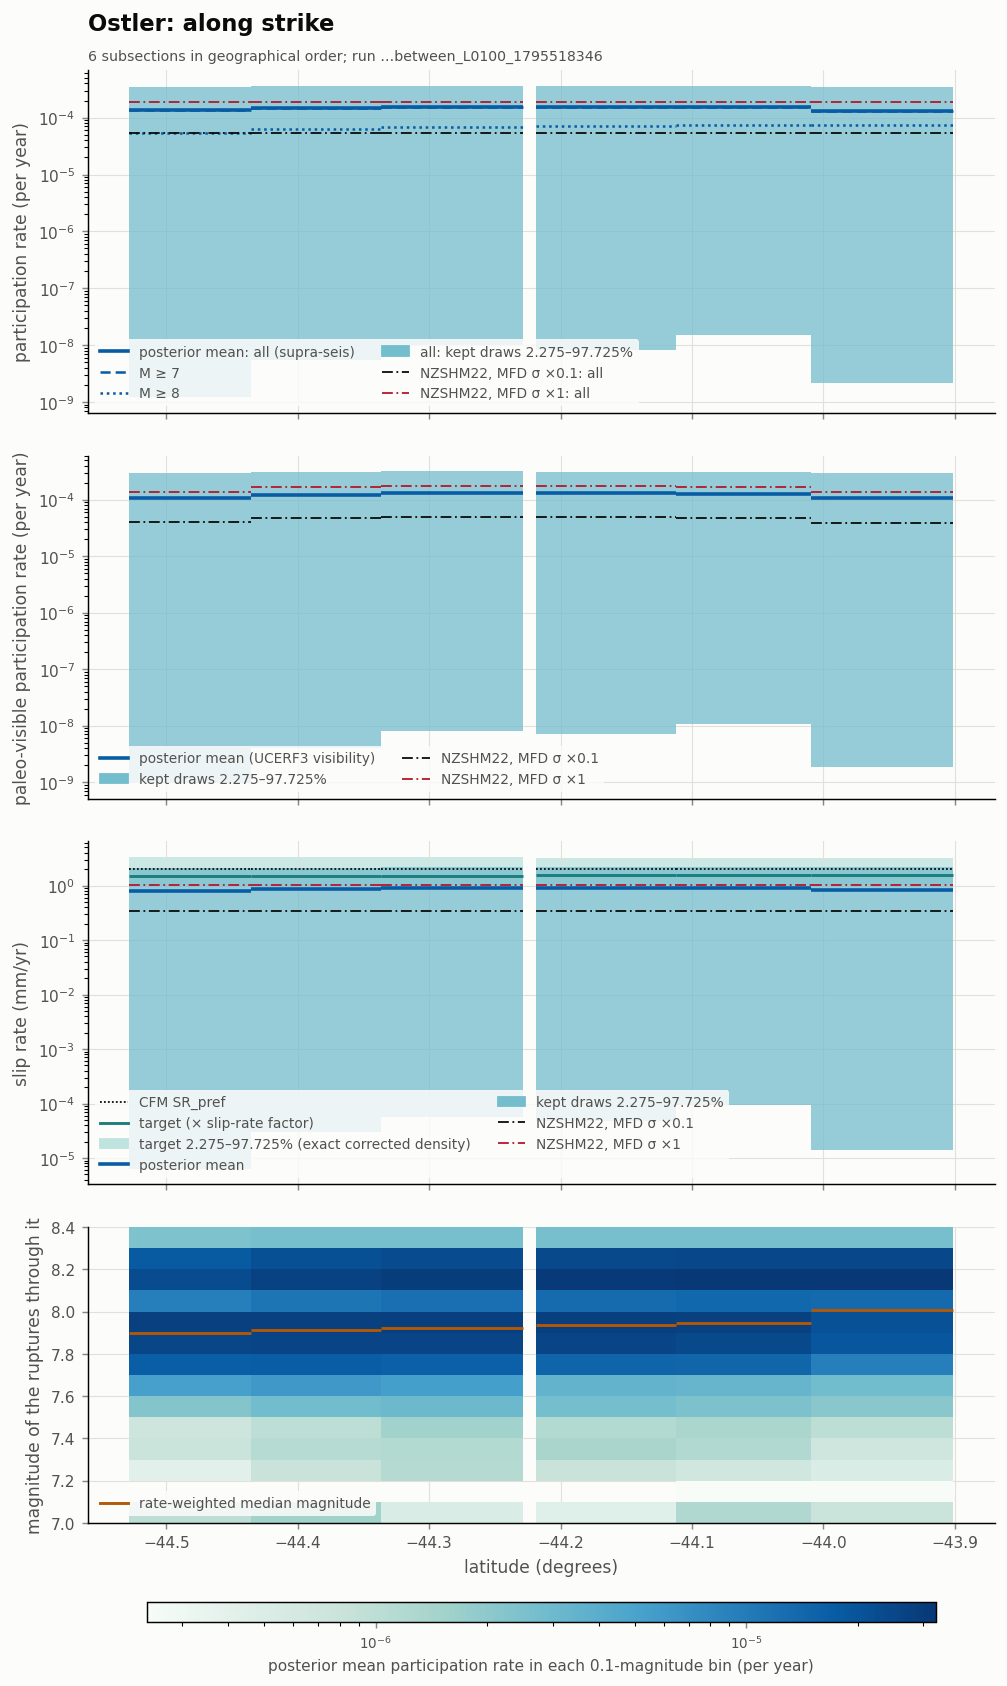 Ostler: along strike
6 subsections in geographical order; run ...between_L0100_1795518346
participation rate (per year)
10⁻⁴
10⁻⁵
10⁻⁶
10⁻⁷
10⁻⁸
10⁻⁹
posterior mean: all (supra-seis)
M ≥ 7
M ≥ 8
all: kept draws 2.275–97.725%
NZSHM22, MFD σ ×0.1: all
NZSHM22, MFD σ ×1: all
paleo-visible participation rate (per year)
10⁻⁴
10⁻⁵
10⁻⁶
10⁻⁷
10⁻⁸
10⁻⁹
posterior mean (UCERF3 visibility)
kept draws 2.275–97.725%
NZSHM22, MFD σ ×0.1
NZSHM22, MFD σ ×1
slip rate (mm/yr)
10⁰
10⁻¹
10⁻²
10⁻³
10⁻⁴
10⁻⁵
CFM SR_pref
target (× slip-rate factor)
target 2.275–97.725% (exact corrected density)
posterior mean
kept draws 2.275–97.725%
NZSHM22, MFD σ ×0.1
NZSHM22, MFD σ ×1
magnitude of the ruptures through it
8.4
8.2
8.0
7.8
7.6
7.4
7.2
7.0
rate-weighted median magnitude
−44.5
−44.4
−44.3
−44.2
−44.1
−44.0
−43.9
latitude (degrees)
10⁻⁶
10⁻⁵
posterior mean participation rate in each 0.1-magnitude bin (per year)